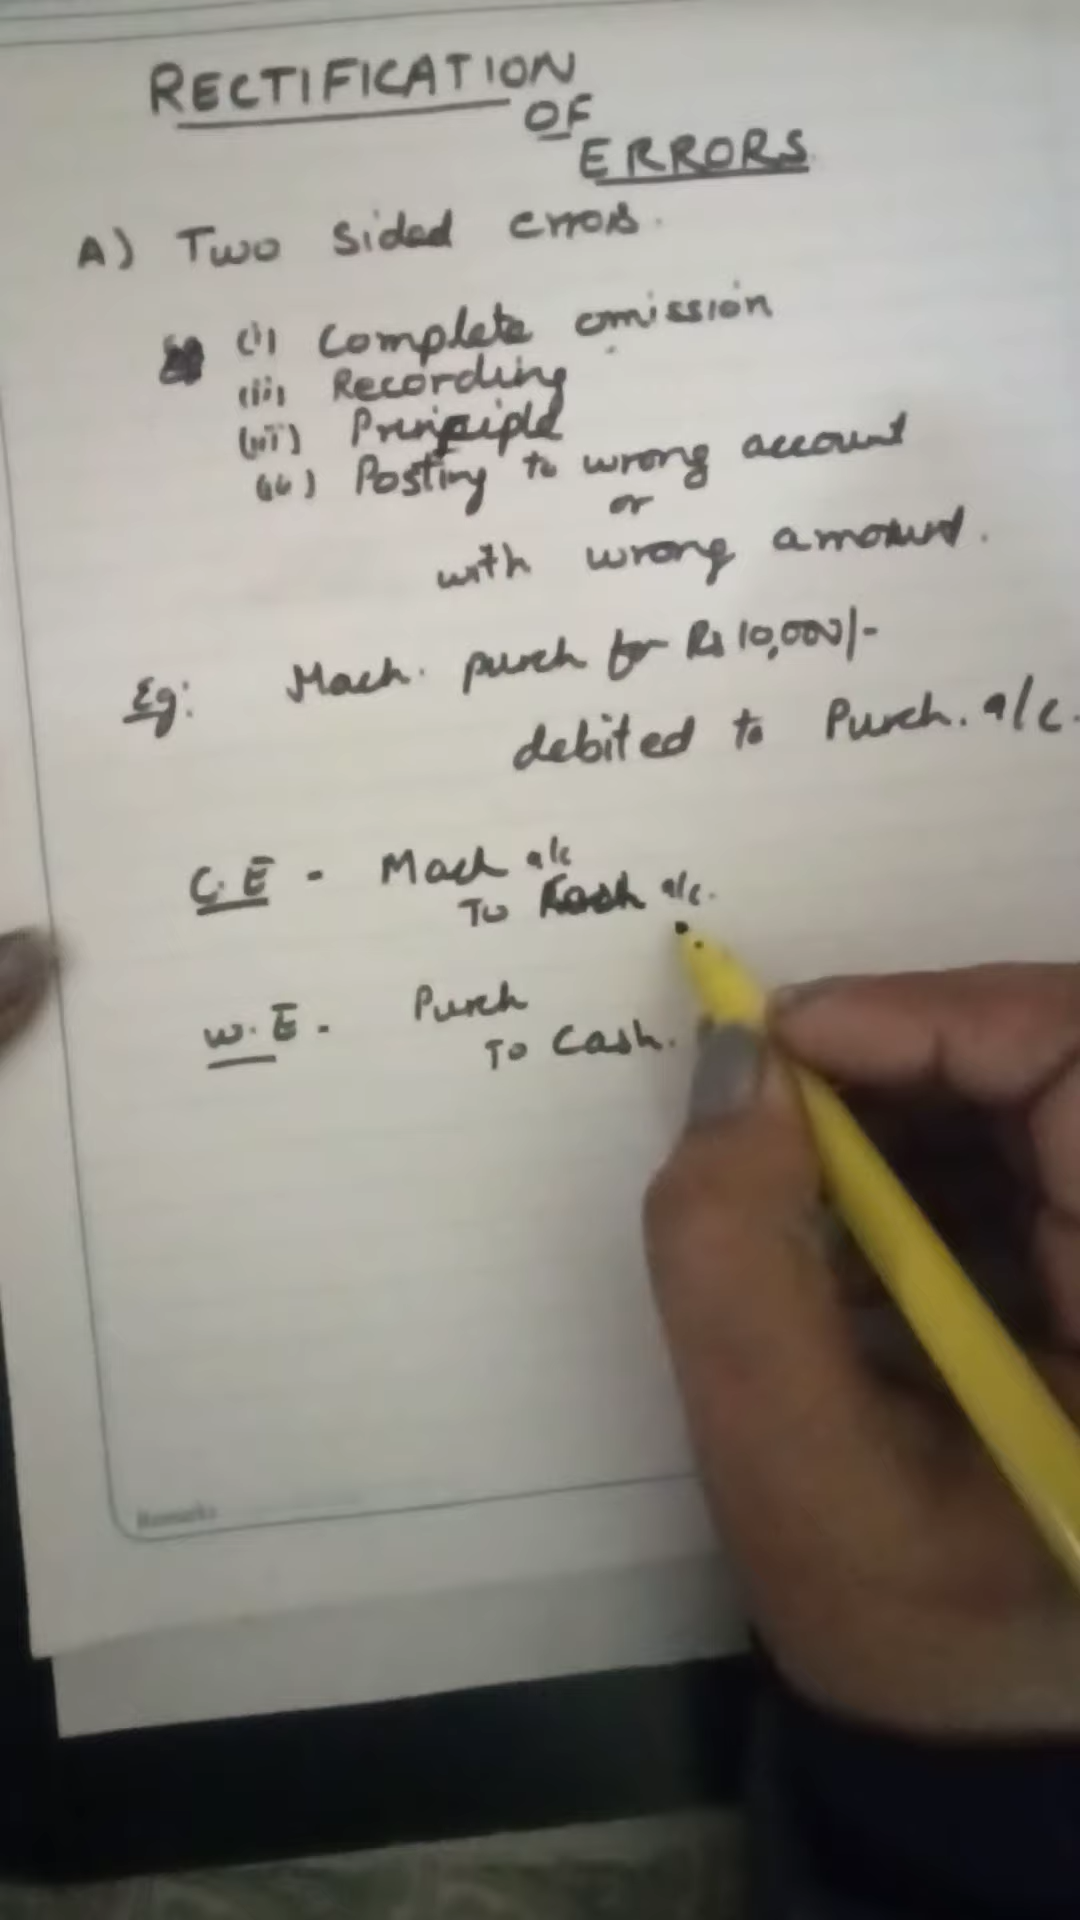 RECTIFICATION
OF
ERRORS
A) Two sided errors.
(i) Complete omission
(ii) Recording
(iii) Principle
(iv) Posting to wrong account
or
with wrong amount.
Eg: Mach. purch for Rs 10,000/-
debited to Purch. a/c.
C.E - Mach a/c
To Cash a/c.
W.E - Purch
To Cash.
Remarks